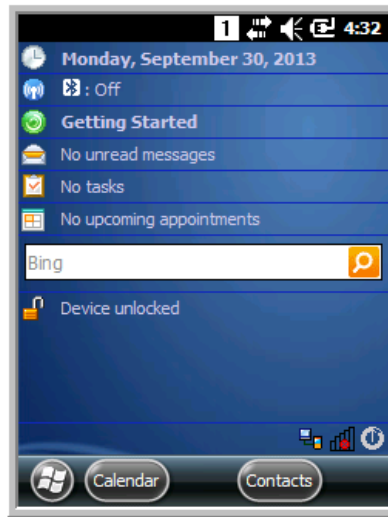 1 4:32
Monday, September 30, 2013
: Off
Getting Started
No unread messages
No tasks
No upcoming appointments
Bing
Device unlocked
Calendar Contacts